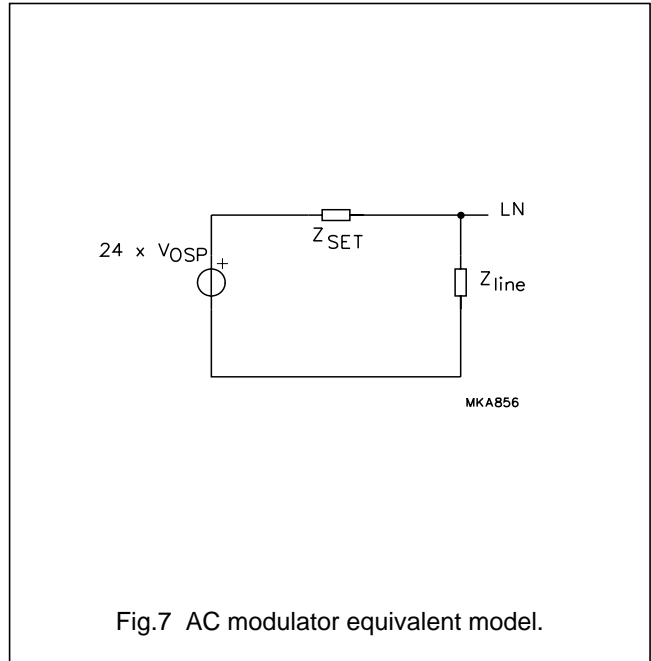 LN
ZSET
24 x VOSP
+
Zline
MKA856
Fig.7 AC modulator equivalent model.